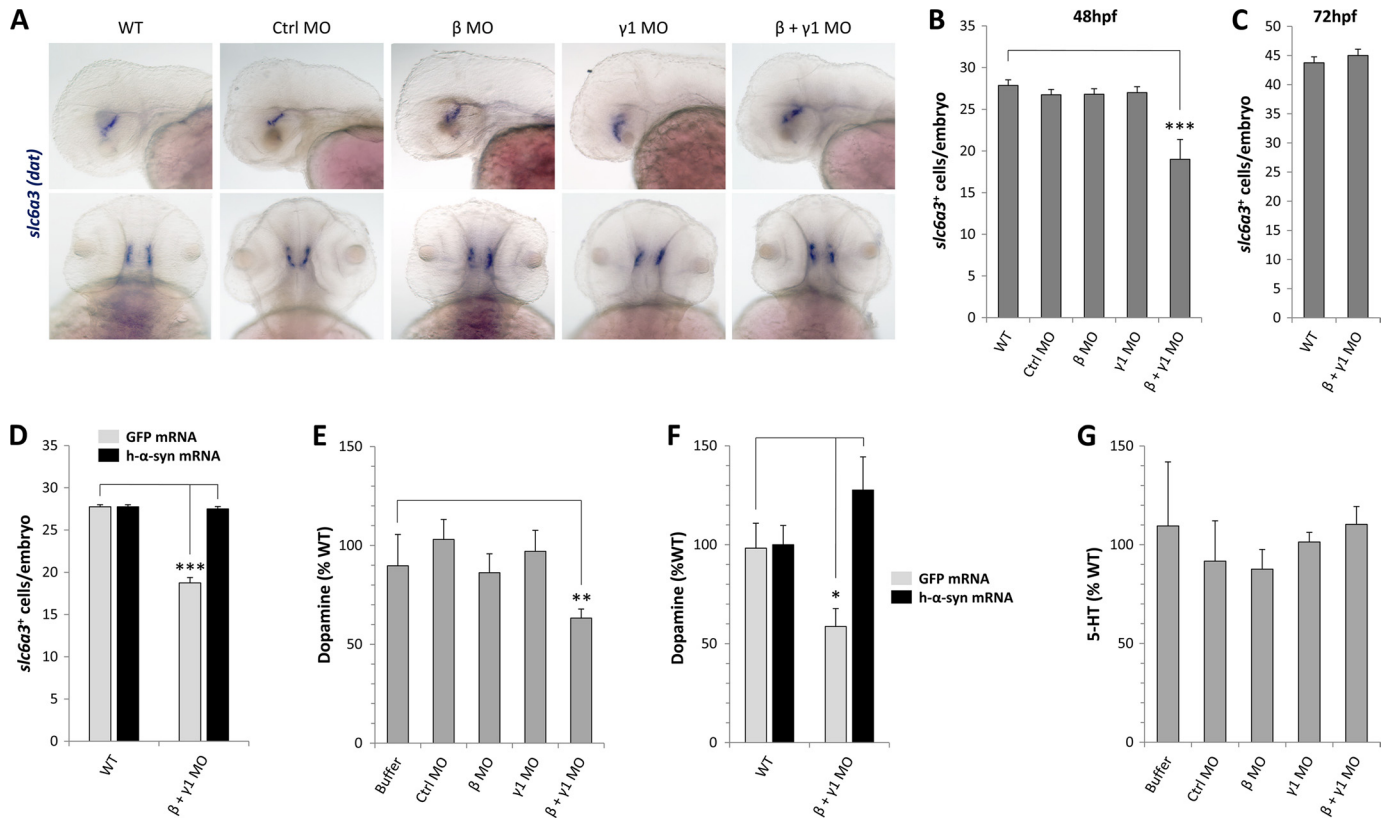 A
WT
Ctrl MO
β MO
γ1 MO
β + γ1 MO
slc6a3 (dat)
B
48hpf
slc6a3+ cells/embryo
35
30
25
20
15
10
5
0
***
WT
Ctrl MO
β MO
γ1 MO
β + γ1 MO
C
72hpf
slc6a3+ cells/embryo
50
45
40
35
30
25
20
15
10
5
0
WT
β + γ1 MO
D
GFP mRNA
h-α-syn mRNA
slc6a3+ cells/embryo
35
30
25
20
15
10
5
0
***
WT
β + γ1 MO
E
Dopamine (% WT)
150
100
50
0
**
Buffer
Ctrl MO
β MO
γ1 MO
β + γ1 MO
F
Dopamine (%WT)
150
100
50
0
*
GFP mRNA
h-α-syn mRNA
WT
β + γ1 MO
G
5-HT (% WT)
150
100
50
0
Buffer
Ctrl MO
β MO
γ1 MO
β + γ1 MO